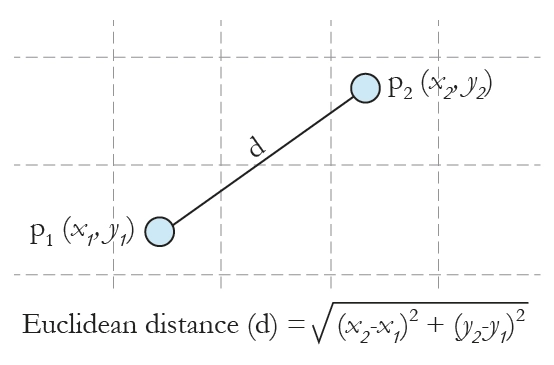 p₂ (x₂,y₂)
d
p₁ (x₁,y₁)
Euclidean distance (d) = √(x₂-x₁)² + (y₂-y₁)²